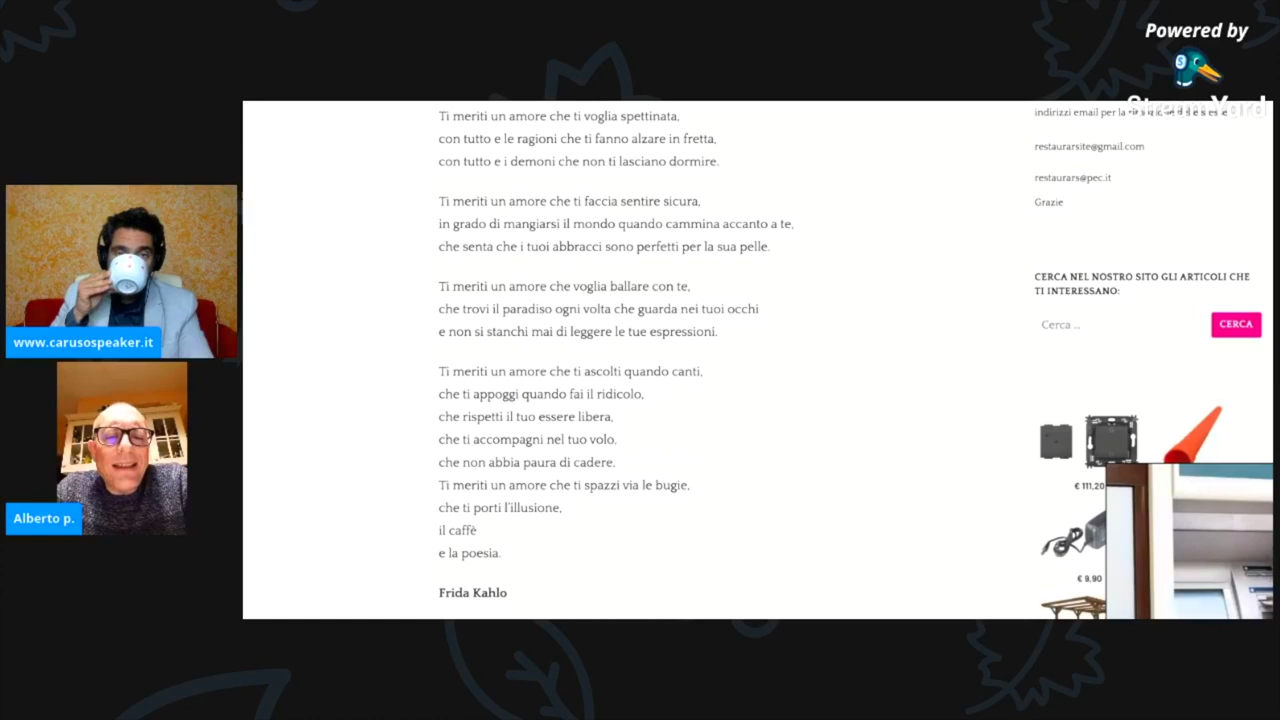 Powered by
StreamYard
Ti meriti un amore che ti voglia spettinata,
con tutto e le ragioni che ti fanno alzare in fretta,
con tutto e i demoni che non ti lasciano dormire.
Ti meriti un amore che ti faccia sentire sicura,
in grado di mangiarsi il mondo quando cammina accanto a te,
che senta che i tuoi abbracci sono perfetti per la sua pelle.
Ti meriti un amore che voglia ballare con te,
che trovi il paradiso ogni volta che guarda nei tuoi occhi
e non si stanchi mai di leggere le tue espressioni.
Ti meriti un amore che ti ascolti quando canti,
che ti appoggi quando fai il ridicolo,
che rispetti il tuo essere libera,
che ti accompagni nel tuo volo,
che non abbia paura di cadere.
Ti meriti un amore che ti spazzi via le bugie,
che ti porti l'illusione,
il caffè
e la poesia.
Frida Kahlo
indirizzi email per la
restaurarsite@gmail.com
restaurars@pec.it
Grazie
CERCA NEL NOSTRO SITO GLI ARTICOLI CHE
TI INTERESSANO:
Cerca …
CERCA
€ 111,20
€ 9,90
www.carusospeaker.it
Alberto p.